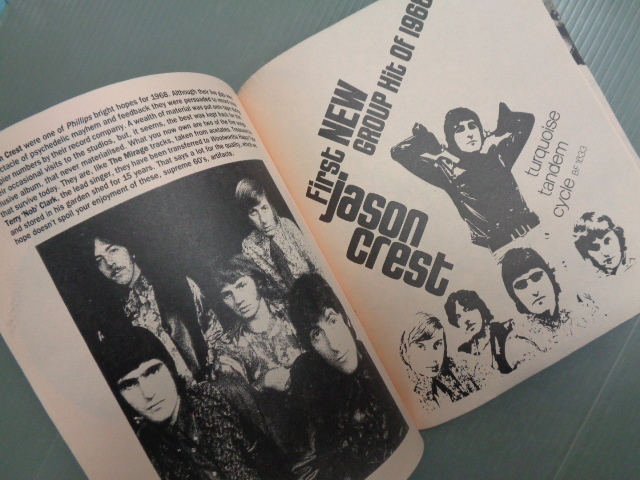 Crest were one of Phillips bright hopes for 1968. Although their live gigs were
of psychedelic mayhem and feedback they were persuaded to record
numbers by their record company. A wealth of material was put
occasional visits to the studios, but, it seems, the best was kept back for
album, that never materialised. What you now own are two of the
that survive today. They are, like The Mirage tracks, taken from acetates.
Terry 'Nob' Clark, the lead singer, they have been transferred to Woolworths
and stored in his garden shed for 15 years. That says a lot for the quality,
hope doesn't spoil your enjoyment of these, supreme 60's, artifacts.
First NEW
GROUP Hit OF 1968
jason
crest
turquoise
tandem
cycle BF 1633